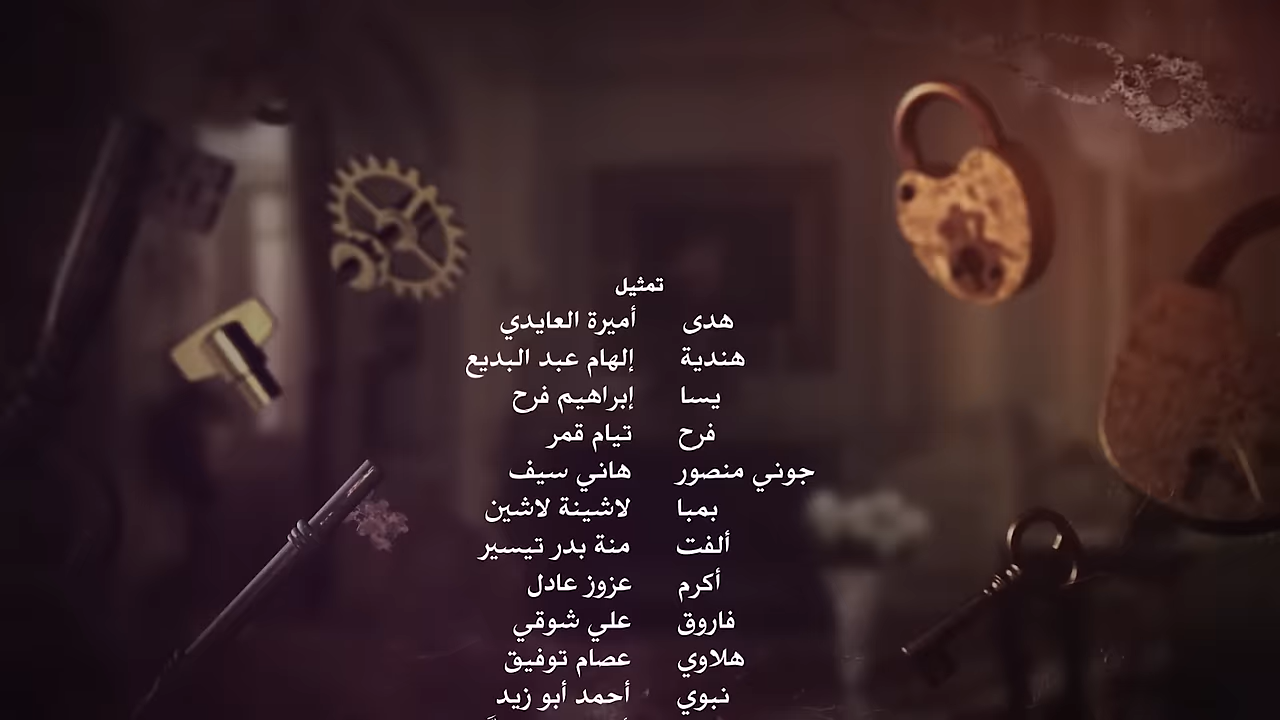 تمثيل
هدى أميرة العايدي
هندية إلهام عبد البديع
يسا إبراهيم فرح
فرح تيام قمر
جوني منصور هاني سيف
بمبا لاشينة لاشين
ألفت منة بدر تيسير
أكرم عزوز عادل
فاروق علي شوقي
هلاوي عصام توفيق
نبوي أحمد أبو زيد